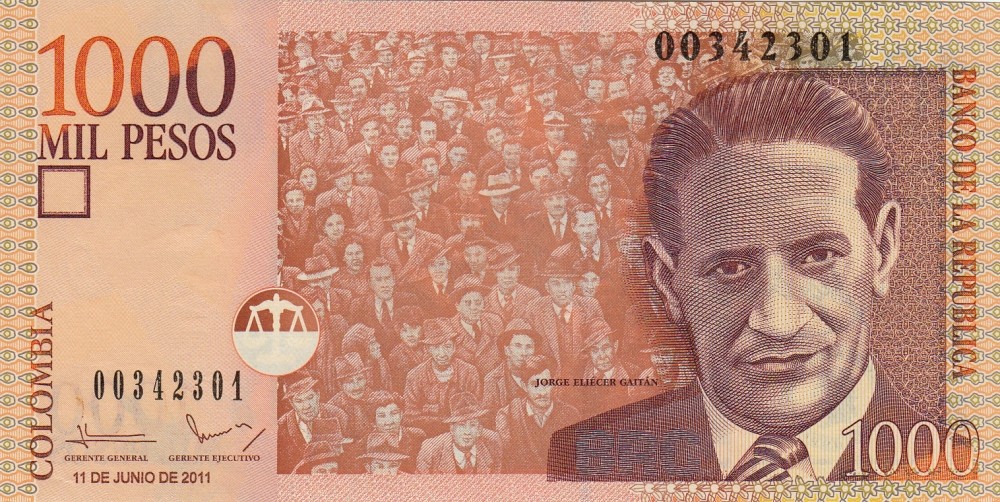 1000
MIL PESOS
00342301
BANCO DE LA REPUBLICA
COLOMBIA
00342301
GERENTE GENERAL GERENTE EJECUTIVO
11 DE JUNIO DE 2011
JORGE ELIÉCER GAITÁN
BRC
1000